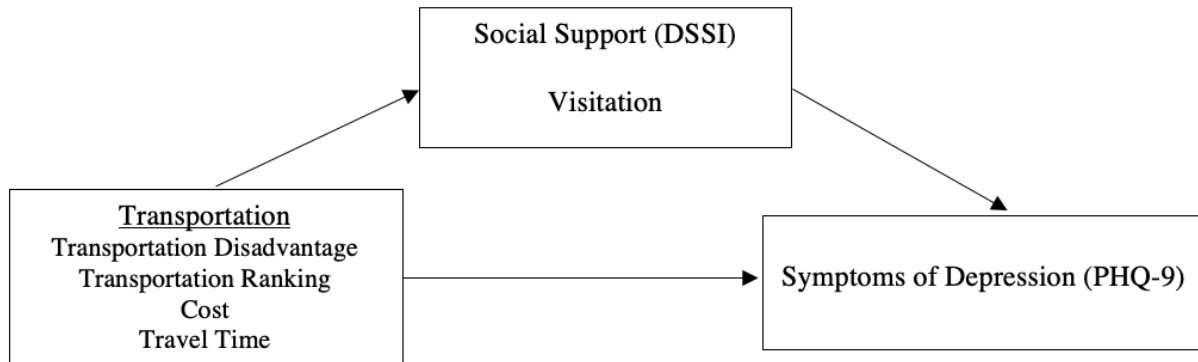 Social Support (DSSI)
Visitation
Transportation
Transportation Disadvantage
Transportation Ranking
Cost
Travel Time
Symptoms of Depression (PHQ-9)